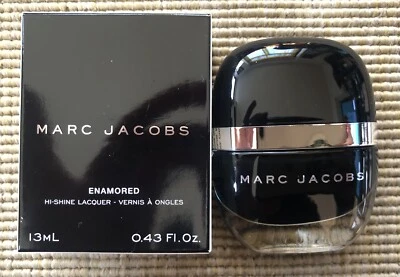 MARC JACOBS
ENAMORED
HI-SHINE LACQUER - VERNIS À ONGLES
13ML 0.43 Fl.Oz.
MARC JACOBS